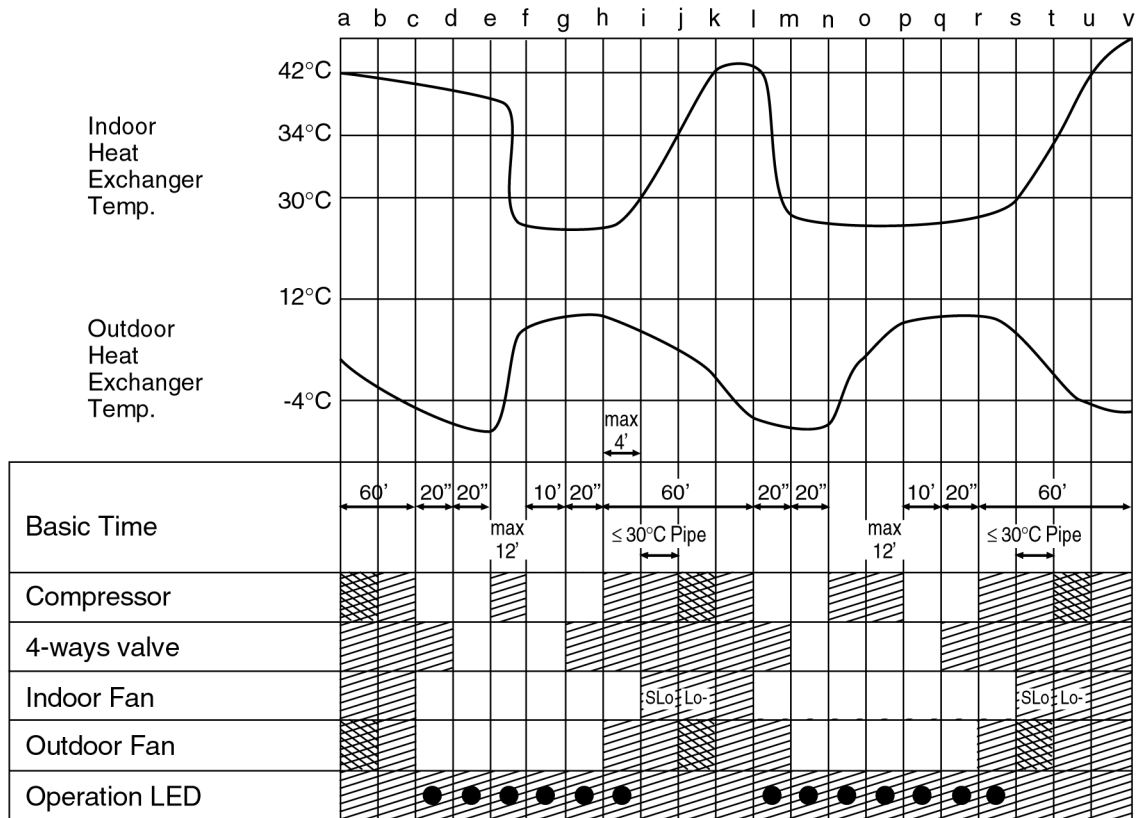 a b c d e f g h i j k l m n o p q r s t u v
42°C
Indoor
Heat
Exchanger
Temp.
34°C
30°C
12°C
Outdoor
Heat
Exchanger
Temp.
-4°C
max
4’
Basic Time
60’ 20” 20” 10’ 20” 60’ 20” 20” 10’ 20” 60’
max
12’
≤ 30°C Pipe
max
12’
≤ 30°C Pipe
Compressor
4-ways valve
Indoor Fan
SLo Lo- SLo Lo-
Outdoor Fan
Operation LED